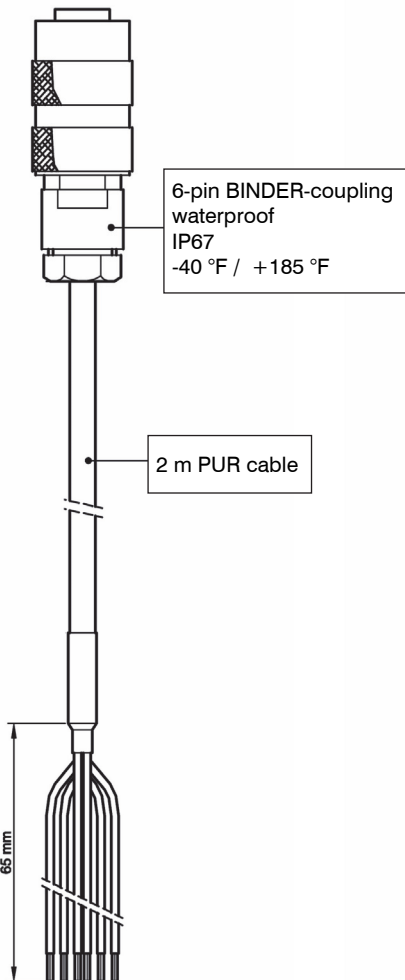 6-pin BINDER-coupling
waterproof
IP67
-40 °F / +185 °F
2 m PUR cable
65 mm